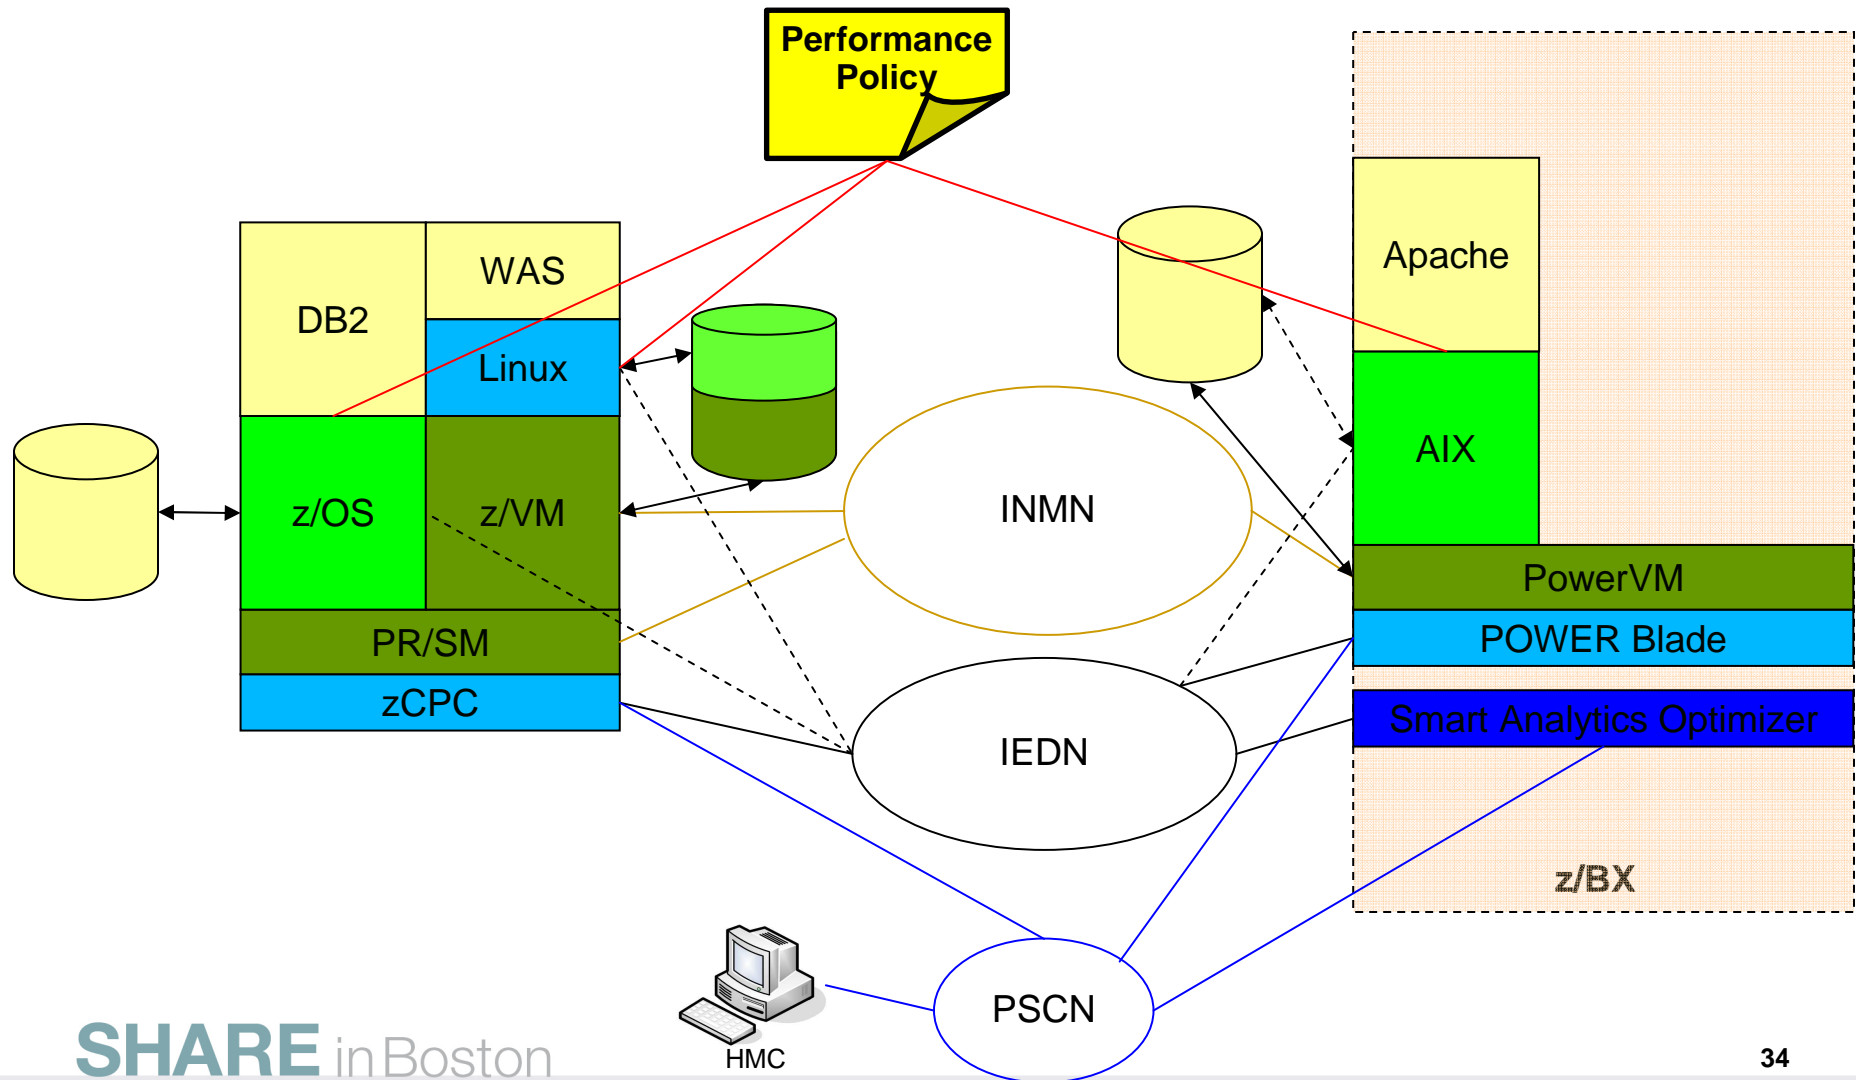 Performance
Policy
Apache
WAS
DB2
Linux
AIX
z/OS
z/VM
INMN
PowerVM
PR/SM
POWER Blade
zCPC
Smart Analytics Optimizer
IEDN
z/BX
PSCN
HMC
SHARE in Boston
34